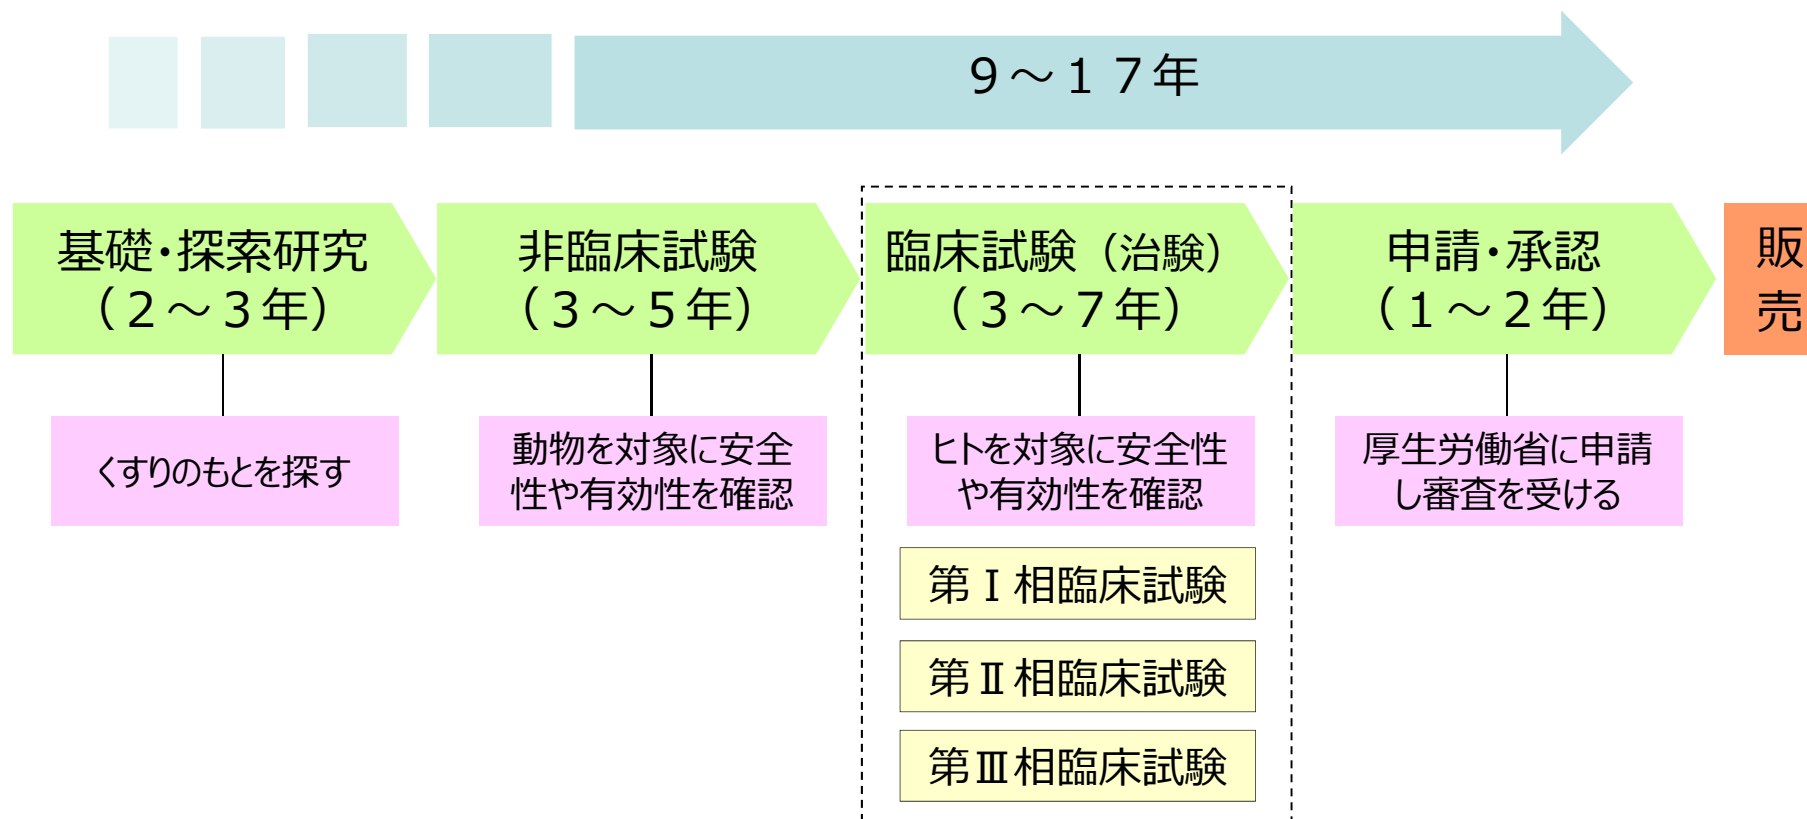 9～17年
基礎・探索研究
（2～3年）
非臨床試験
（3～5年）
臨床試験（治験）
（3～7年）
申請・承認
（1～2年）
販
売
くすりのもとを探す
動物を対象に安全
性や有効性を確認
ヒトを対象に安全性
や有効性を確認
厚生労働省に申請
し審査を受ける
第Ⅰ相臨床試験
第Ⅱ相臨床試験
第Ⅲ相臨床試験